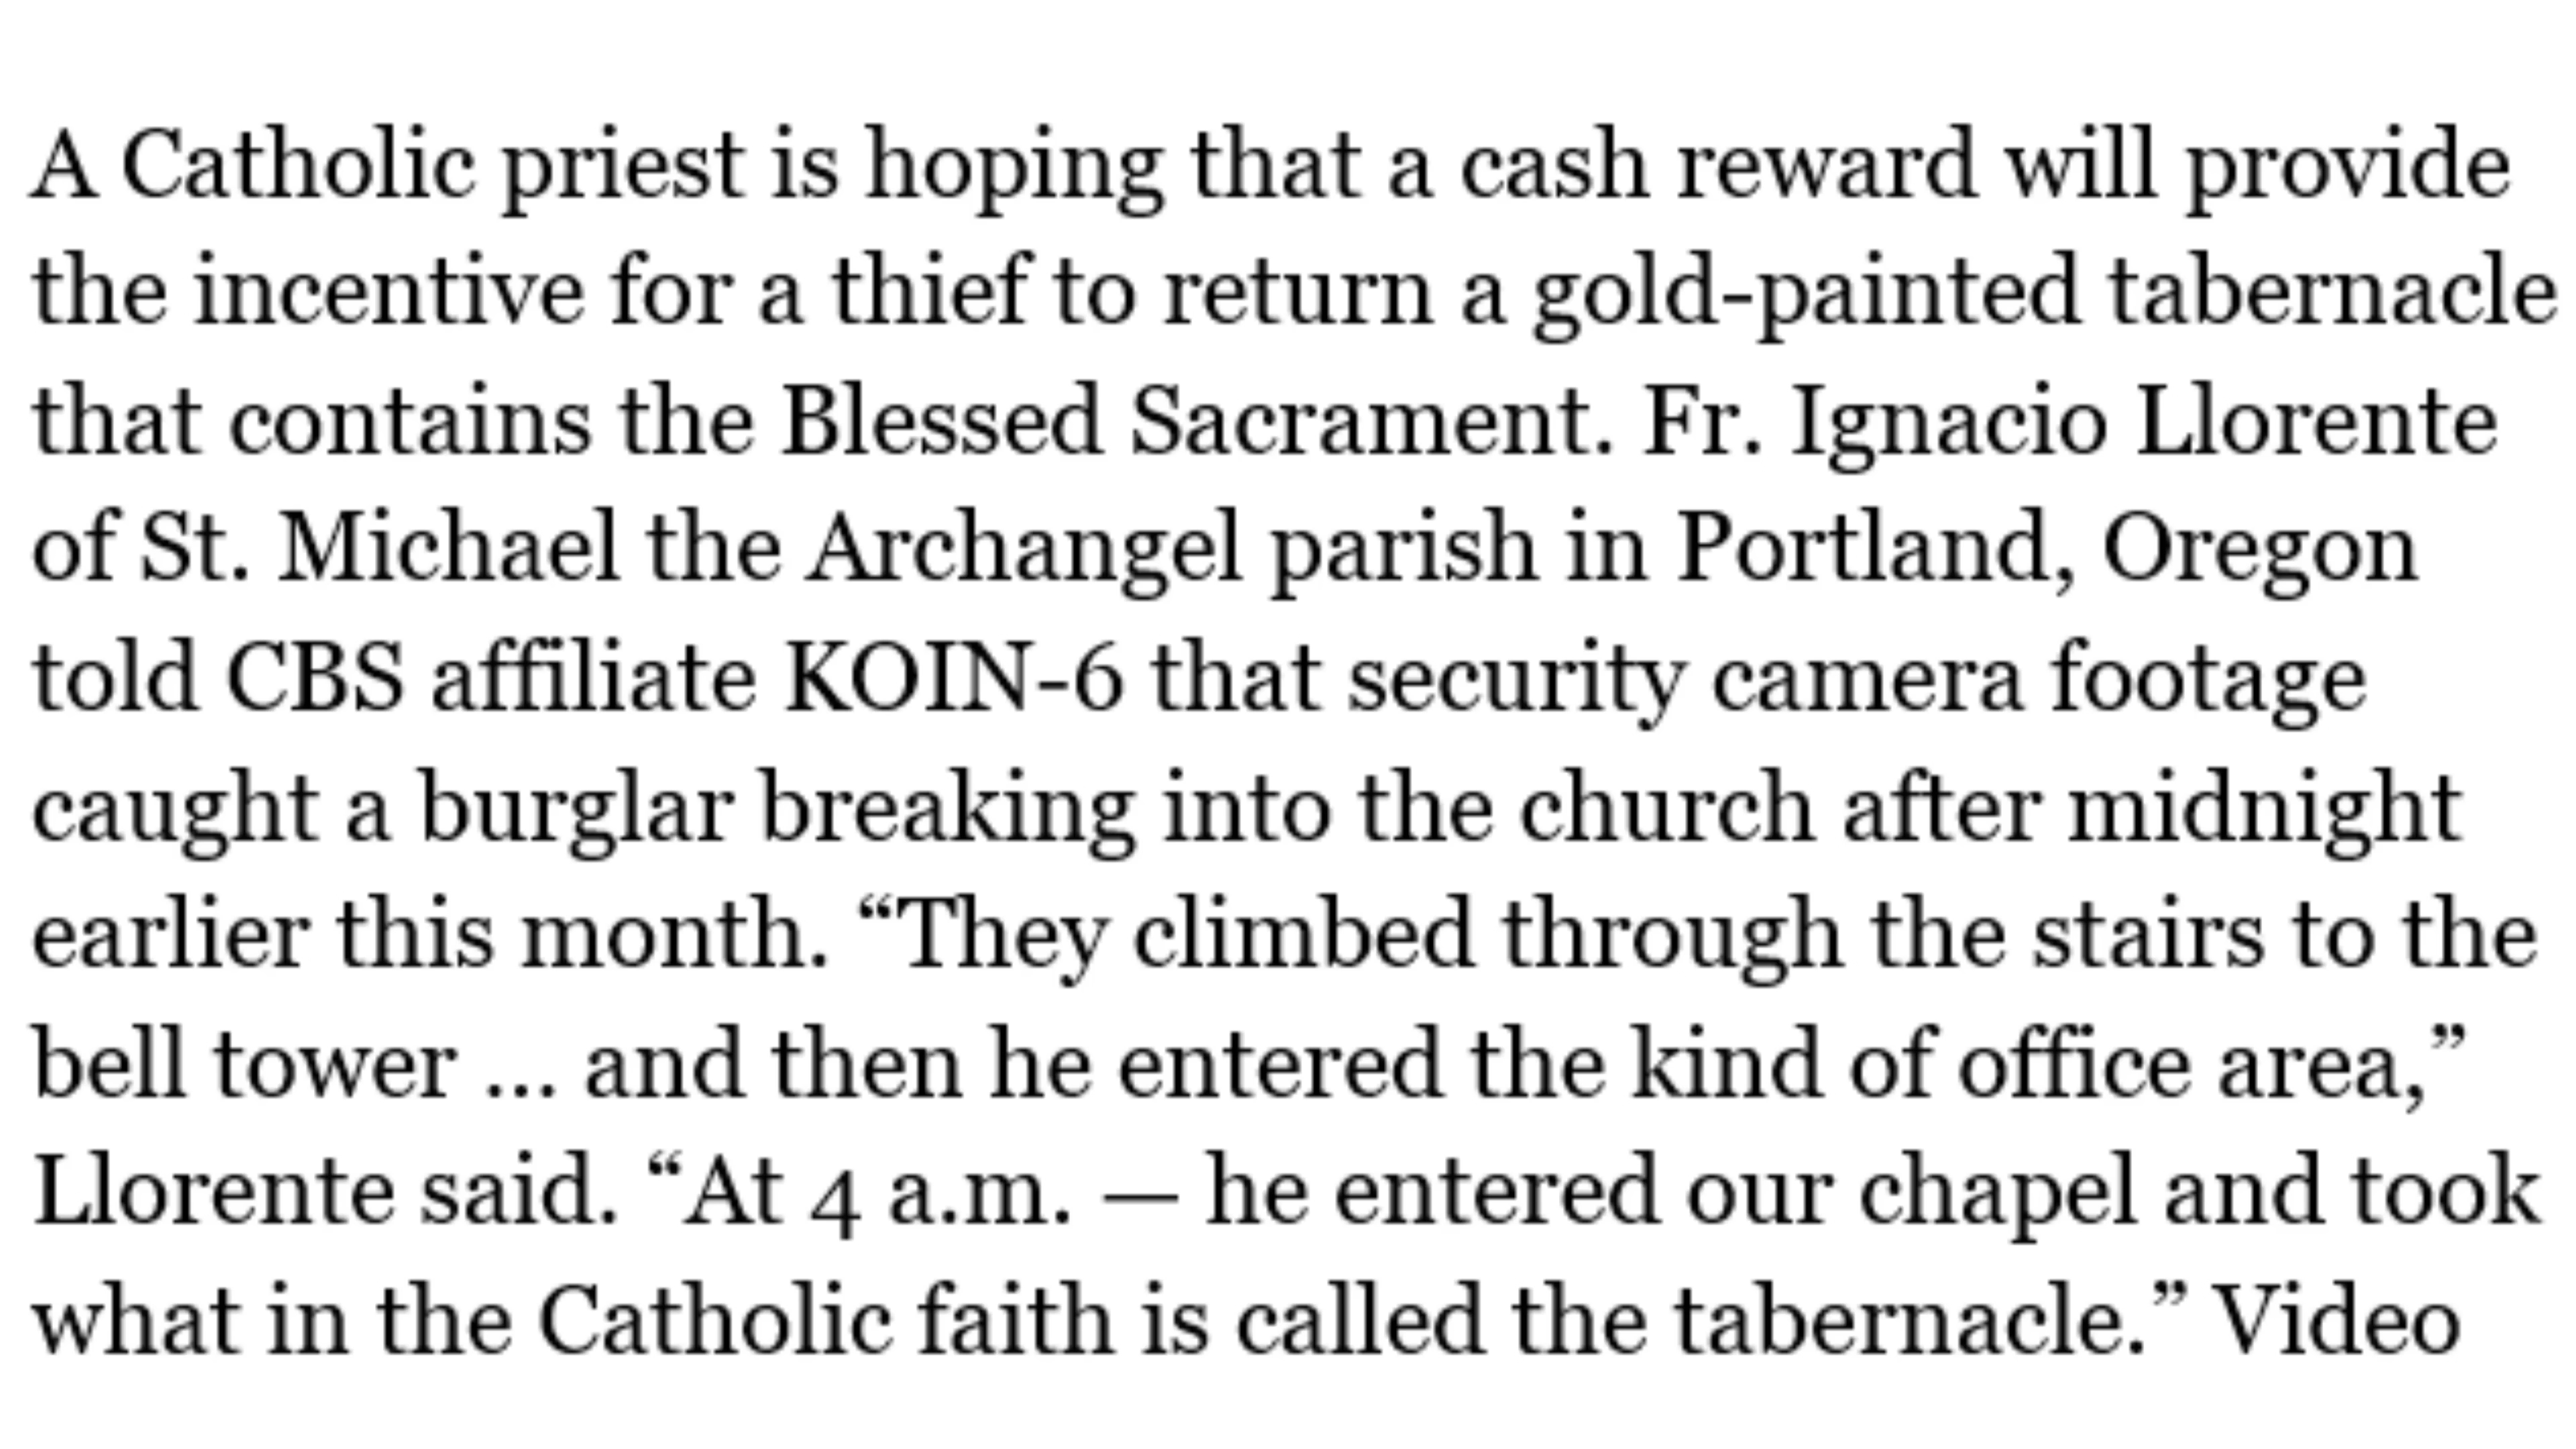 A Catholic priest is hoping that a cash reward will provide
the incentive for a thief to return a gold-painted tabernacle
that contains the Blessed Sacrament. Fr. Ignacio Llorente
of St. Michael the Archangel parish in Portland, Oregon
told CBS affiliate KOIN-6 that security camera footage
caught a burglar breaking into the church after midnight
earlier this month. “They climbed through the stairs to the
bell tower … and then he entered the kind of office area,”
Llorente said. “At 4 a.m. — he entered our chapel and took
what in the Catholic faith is called the tabernacle.” Video